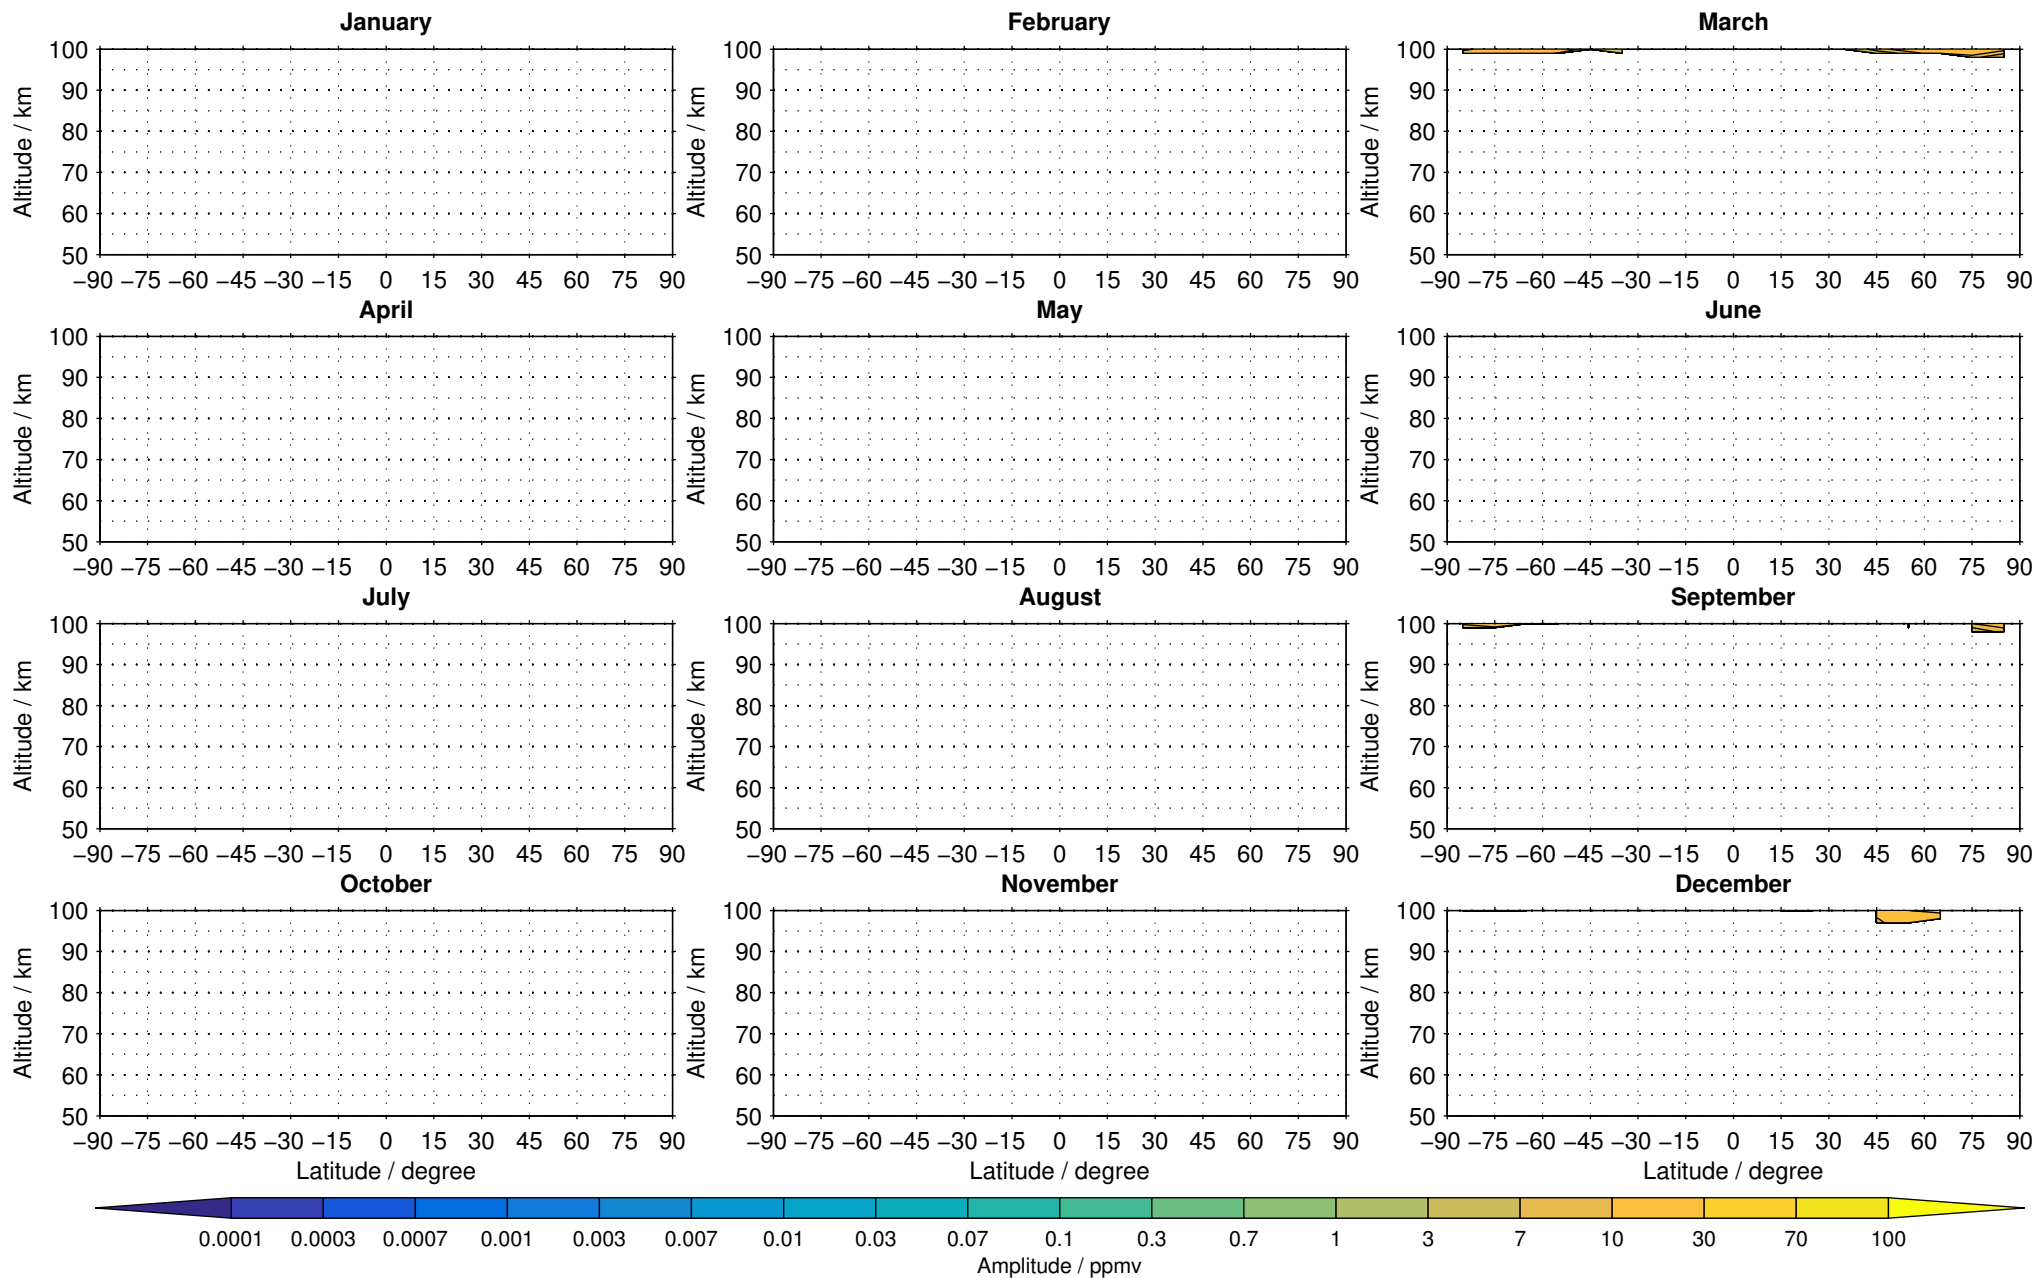 January February March
100 100 100
90 90 90
80 80 80
70 70 70
60 60 60
50 50 50
Altitude / km Altitude / km Altitude / km
−90 −75 −60 −45 −30 −15 0 15 30 45 60 75 90 −90 −75 −60 −45 −30 −15 0 15 30 45 60 75 90 −90 −75 −60 −45 −30 −15 0 15 30 45 60 75 90
April May June
100 100 100
90 90 90
80 80 80
70 70 70
60 60 60
50 50 50
Altitude / km Altitude / km Altitude / km
−90 −75 −60 −45 −30 −15 0 15 30 45 60 75 90 −90 −75 −60 −45 −30 −15 0 15 30 45 60 75 90 −90 −75 −60 −45 −30 −15 0 15 30 45 60 75 90
July August September
100 100 100
90 90 90
80 80 80
70 70 70
60 60 60
50 50 50
Altitude / km Altitude / km Altitude / km
−90 −75 −60 −45 −30 −15 0 15 30 45 60 75 90 −90 −75 −60 −45 −30 −15 0 15 30 45 60 75 90 −90 −75 −60 −45 −30 −15 0 15 30 45 60 75 90
October November December
100 100 100
90 90 90
80 80 80
70 70 70
60 60 60
50 50 50
Altitude / km Altitude / km Altitude / km
−90 −75 −60 −45 −30 −15 0 15 30 45 60 75 90 −90 −75 −60 −45 −30 −15 0 15 30 45 60 75 90 −90 −75 −60 −45 −30 −15 0 15 30 45 60 75 90
Latitude / degree Latitude / degree Latitude / degree
0.0001 0.0003 0.0007 0.001 0.003 0.007 0.01 0.03 0.07 0.1 0.3 0.7 1 3 7 10 30 70 100
Amplitude / ppmv